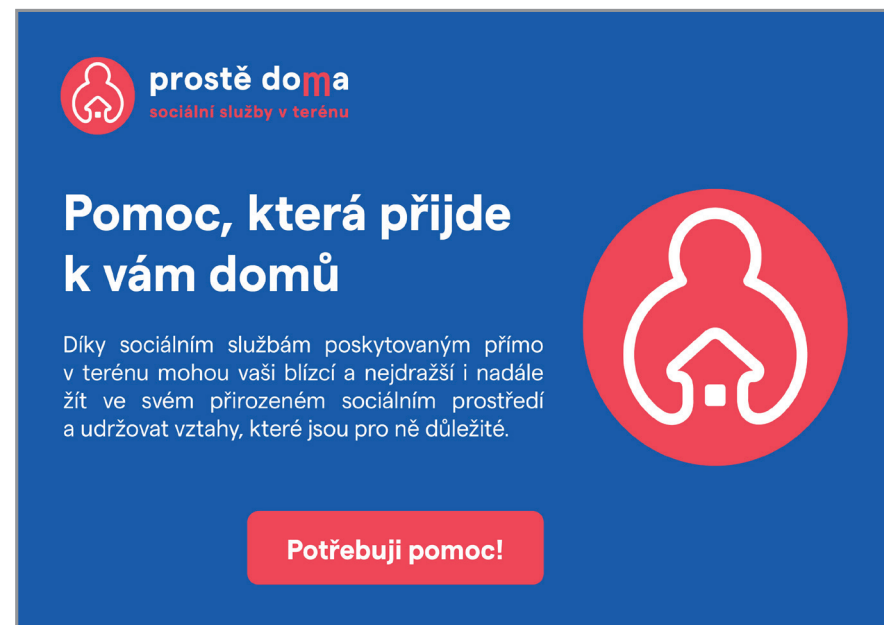 prostě doma
sociální služby v terénu
Pomoc, která přijde
k vám domů
Díky sociálním službám poskytovaným přímo
v terénu mohou vaši blízcí a nejdražší i nadále
žít ve svém přirozeném sociálním prostředí
a udržovat vztahy, které jsou pro ně důležité.
Potřebuji pomoc!